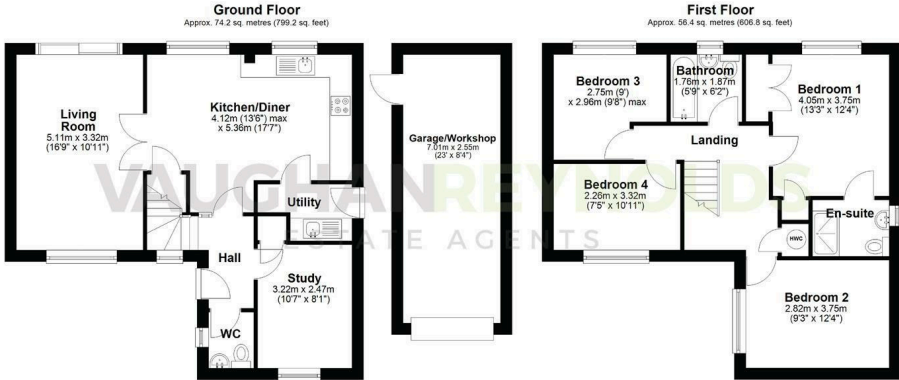 Ground Floor
Approx. 74.2 sq. metres (799.2 sq. feet)
Living
Room
5.11m x 3.32m
(16'9" x 10'11")
Kitchen/Diner
4.12m (13'6") max
x 5.36m (17'7")
Utility
Hall
Study
3.22m x 2.47m
(10'7" x 8'1")
WC
Garage/Workshop
7.01m x 2.55m
(23' x 8'4")
First Floor
Approx. 56.4 sq. metres (606.8 sq. feet)
Bedroom 3
2.75m (9')
x 2.96m (9'8") max
Bathroom
1.76m x 1.87m
(5'9" x 6'2")
Bedroom 1
4.05m x 3.75m
(13'3" x 12'4")
Landing
Bedroom 4
2.26m x 3.32m
(7'5" x 10'11")
En-suite
HWC
Bedroom 2
2.82m x 3.75m
(9'3" x 12'4")
VAUGHANREYNOLDS
ESTATE AGENTS